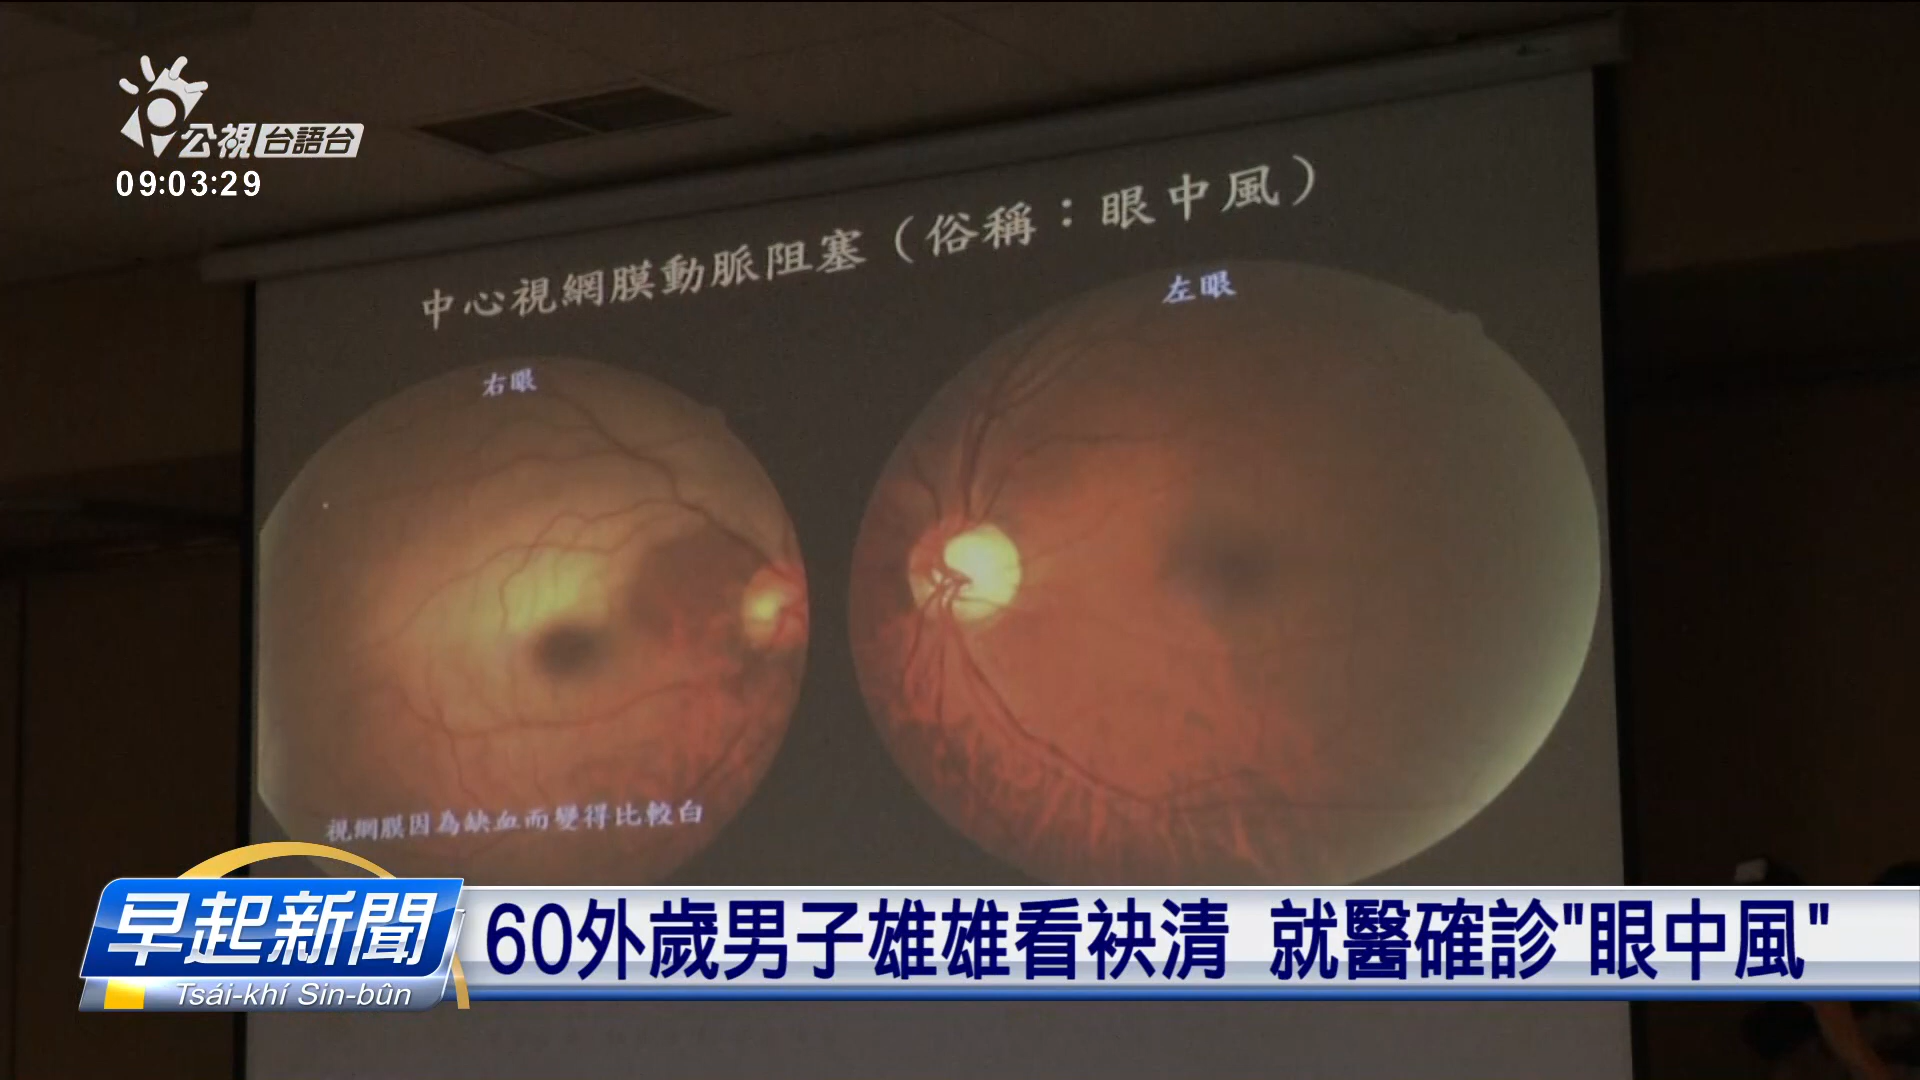 公視台語台
09:03:29
中心視網膜動脈阻塞（俗稱：眼中風）
左眼
右眼
視網膜因為缺血而變得比較白
早起新聞
Tsái-khí Sin-bûn
60外歲男子雄雄看袂清 就醫確診"眼中風"